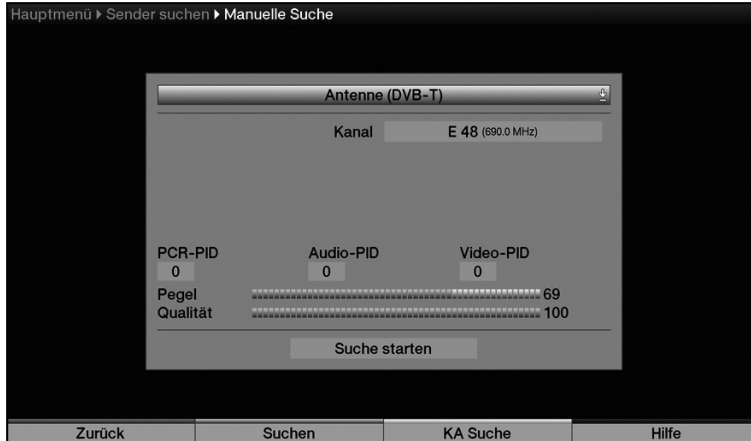 Hauptmenü ▸ Sender suchen ▸ Manuelle Suche
Antenne (DVB-T)
Kanal E 48 (690.0 MHz)
PCR-PID Audio-PID Video-PID
0 0 0
Pegel 69
Qualität 100
Suche starten
Zurück Suchen KA Suche Hilfe